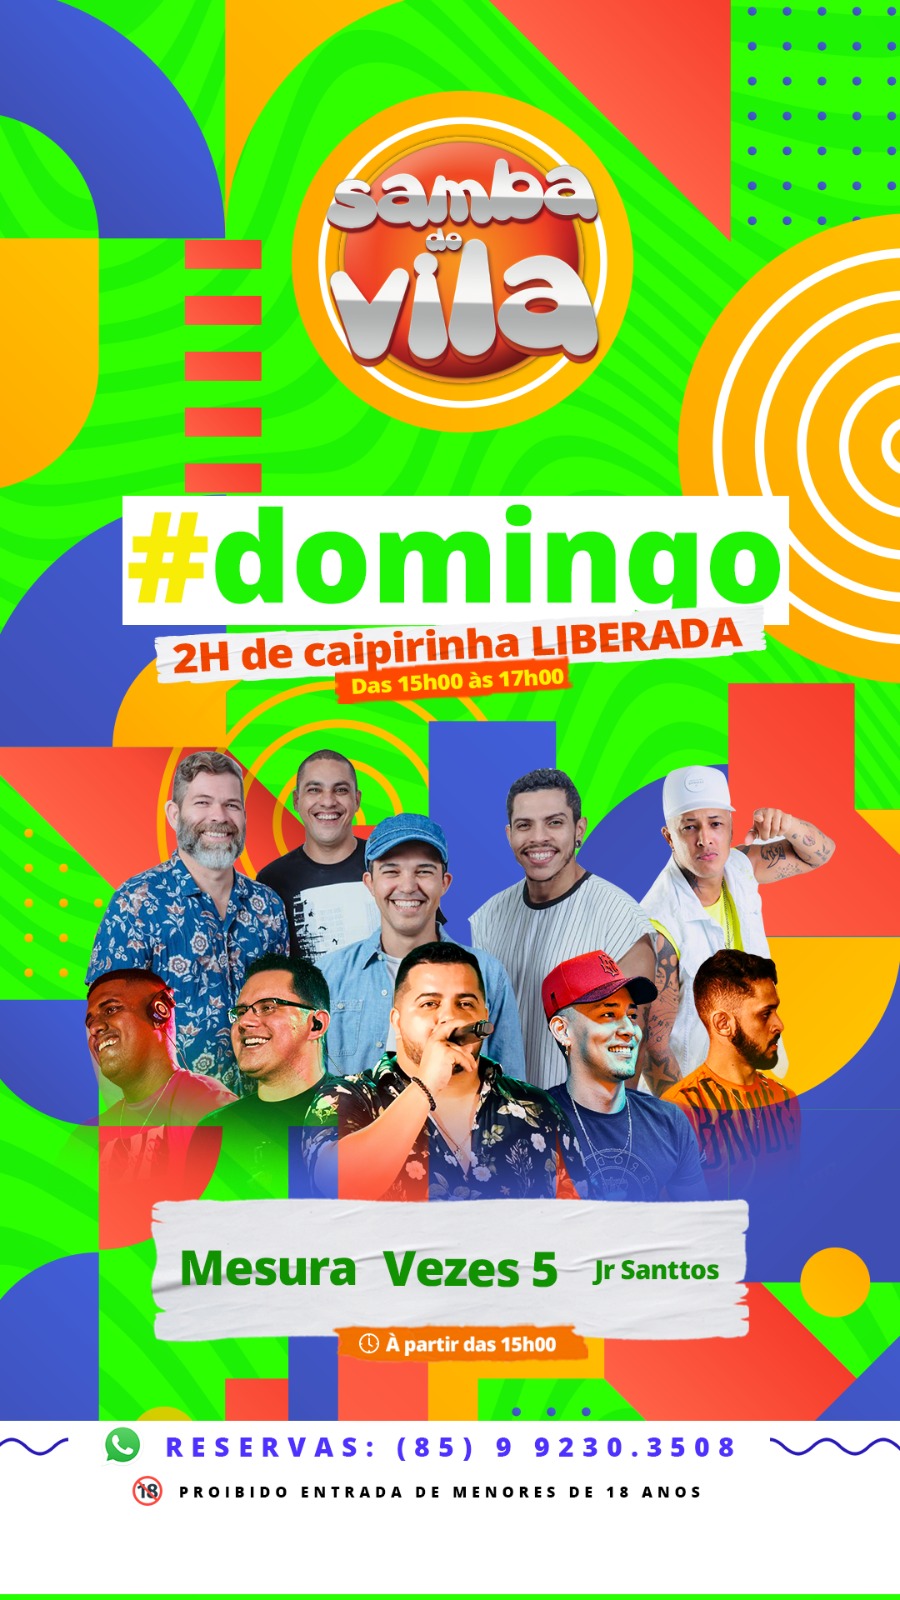 samba
do
vila
#domingo
2H de caipirinha LIBERADA
Das 15h00 às 17h00
Mesura Vezes 5 Jr Santtos
À partir das 15h00
RESERVAS: (85) 9 9230.3508
18 PROIBIDO ENTRADA DE MENORES DE 18 ANOS